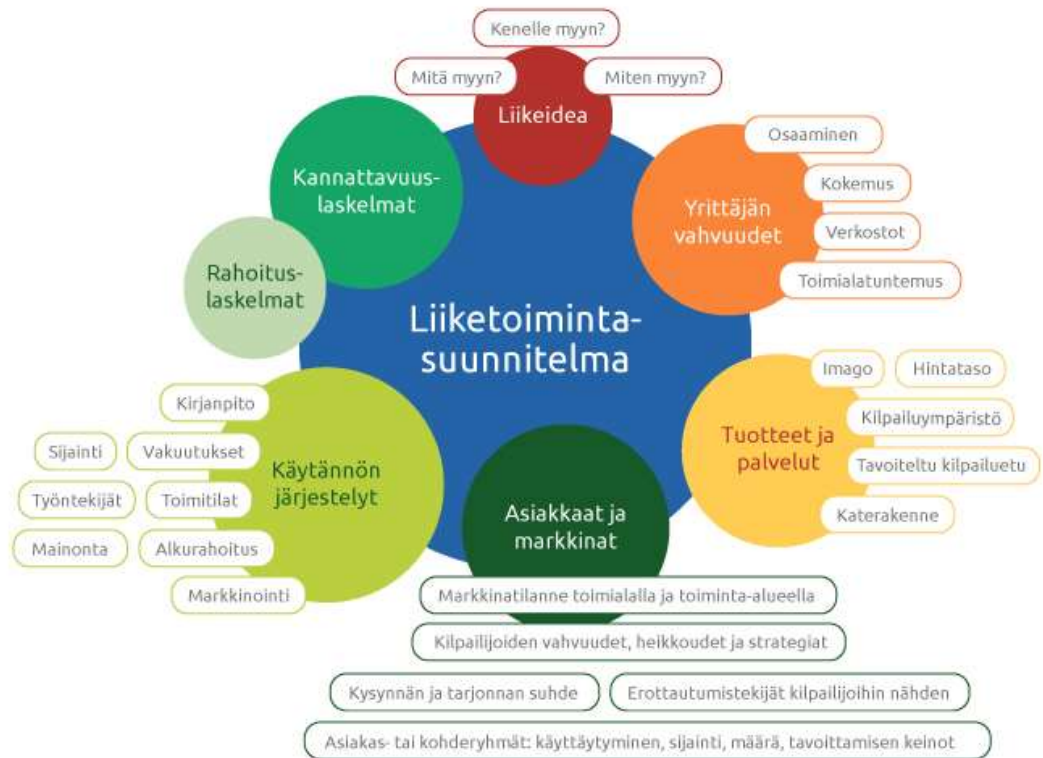 Kenelle myyn?
Mitä myyn?
Miten myyn?
Liikeidea
Osaaminen
Kokemus
Verkostot
Toimialatuntemus
Yrittäjän
vahvuudet
Kannattavuus-
laskelmat
Rahoitus-
laskelmat
Liiketoiminta-
suunnitelma
Imago
Hintataso
Kilpailuympäristö
Tavoiteltu kilpailuetu
Katerakenne
Tuotteet ja
palvelut
Kirjanpito
Sijainti
Vakuutukset
Työntekijät
Toimitilat
Mainonta
Alkurahoitus
Markkinointi
Käytännön
järjestelyt
Asiakkaat ja
markkinat
Markkinatilanne toimialalla ja toiminta-alueella
Kilpailijoiden vahvuudet, heikkoudet ja strategiat
Kysynnän ja tarjonnan suhde
Erottautumistekijät kilpailijoihin nähden
Asiakas- tai kohderyhmät: käyttäytyminen, sijainti, määrä, tavoittamisen keinot